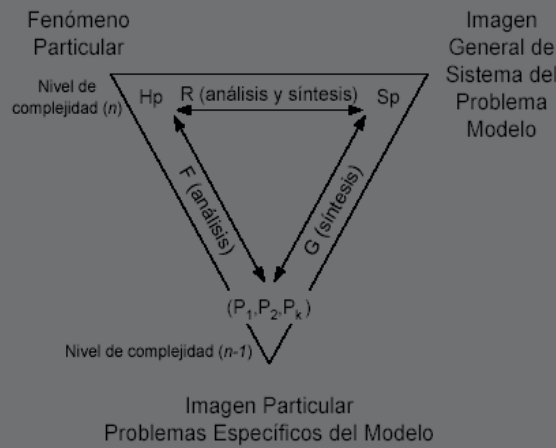 Fenómeno
Particular
Imagen
General de
Sistema del
Problema
Modelo
Nivel de
complejidad (n)
Hp
R (análisis y síntesis)
Sp
F (análisis)
G (síntesis)
(P1,P2,Pk)
Nivel de complejidad (n-1)
Imagen Particular
Problemas Específicos del Modelo